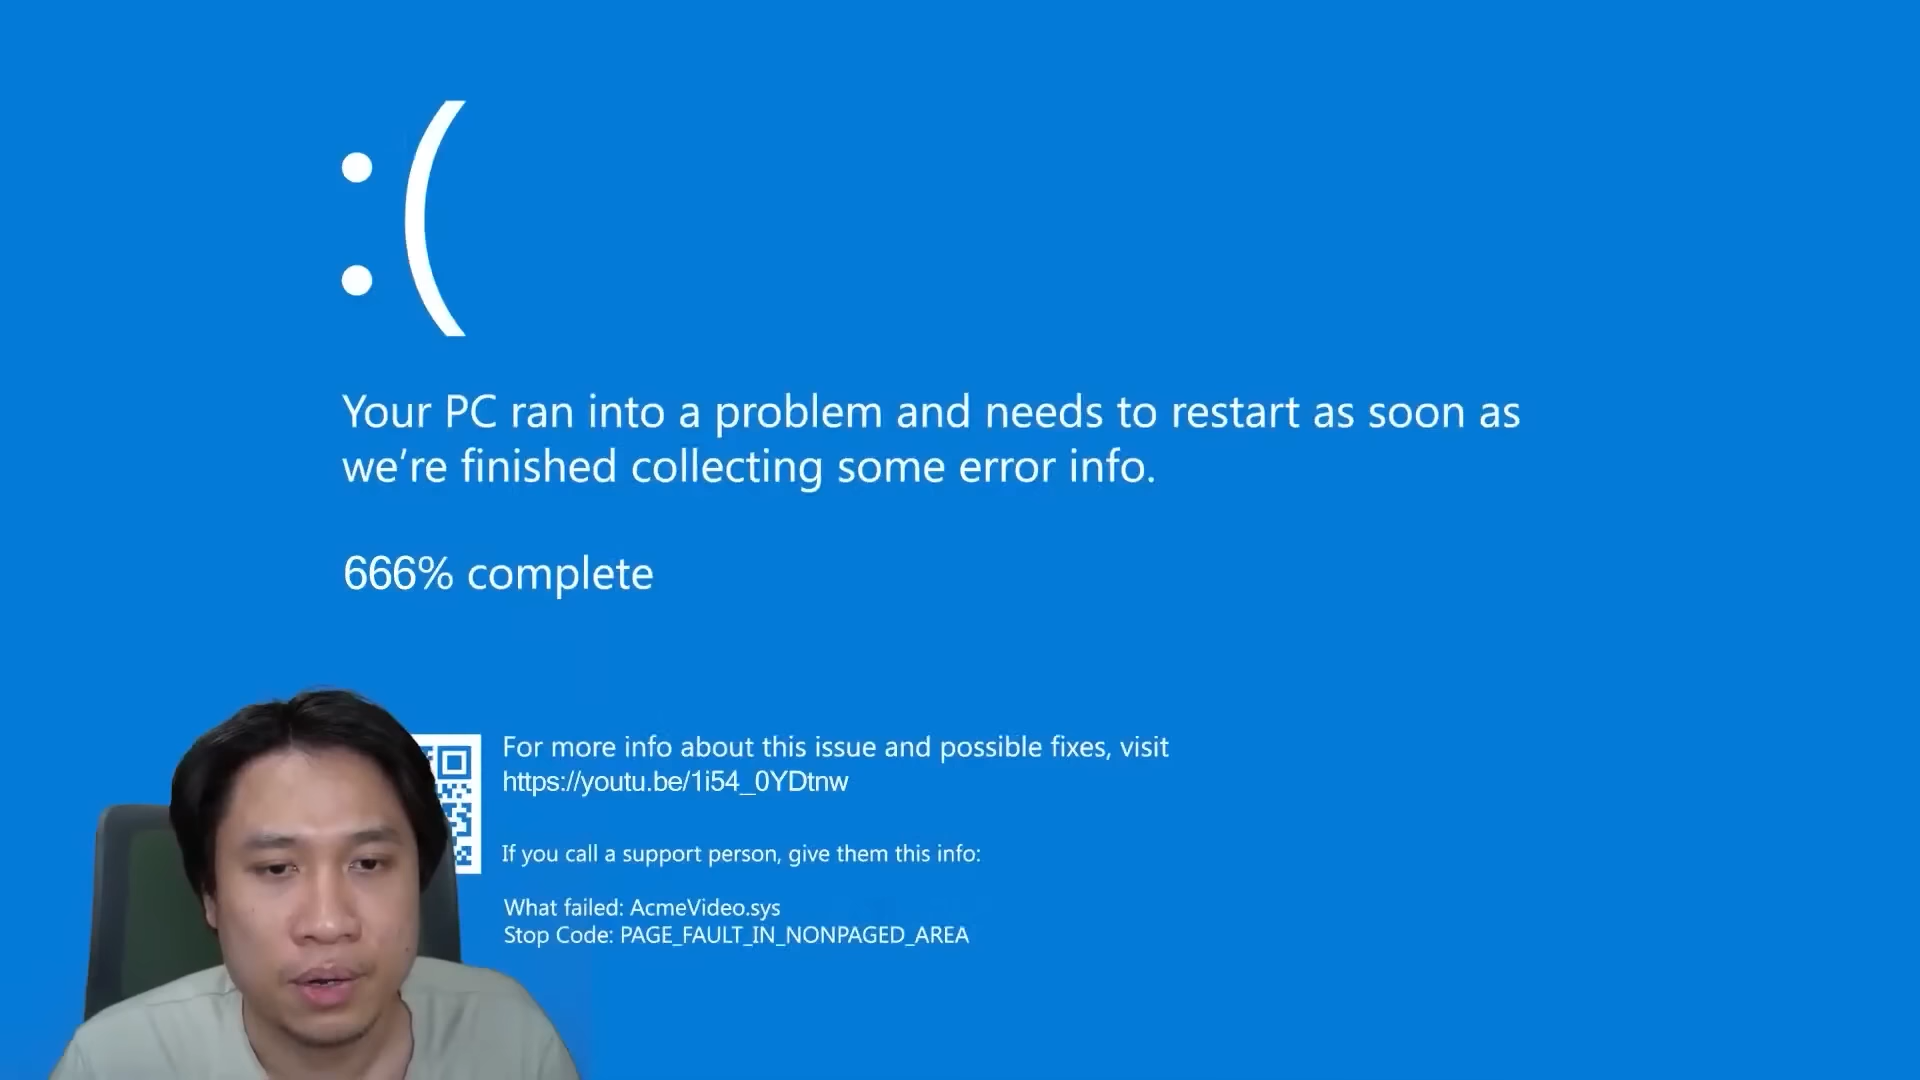 :(
Your PC ran into a problem and needs to restart as soon as
we’re finished collecting some error info.
666% complete
For more info about this issue and possible fixes, visit
https://youtu.be/1i54_0YDtnw
If you call a support person, give them this info:
What failed: AcmeVideo.sys
Stop Code: PAGE_FAULT_IN_NONPAGED_AREA